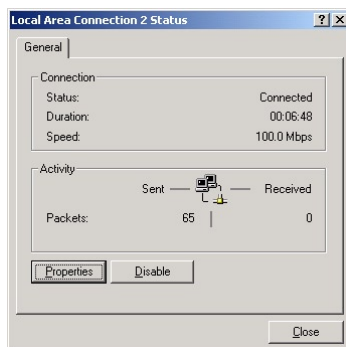 Local Area Connection 2 Status
General
Connection
Status: Connected
Duration: 00:06:48
Speed: 100.0 Mbps
Activity
Sent Received
Packets: 65 0
Properties Disable
Close